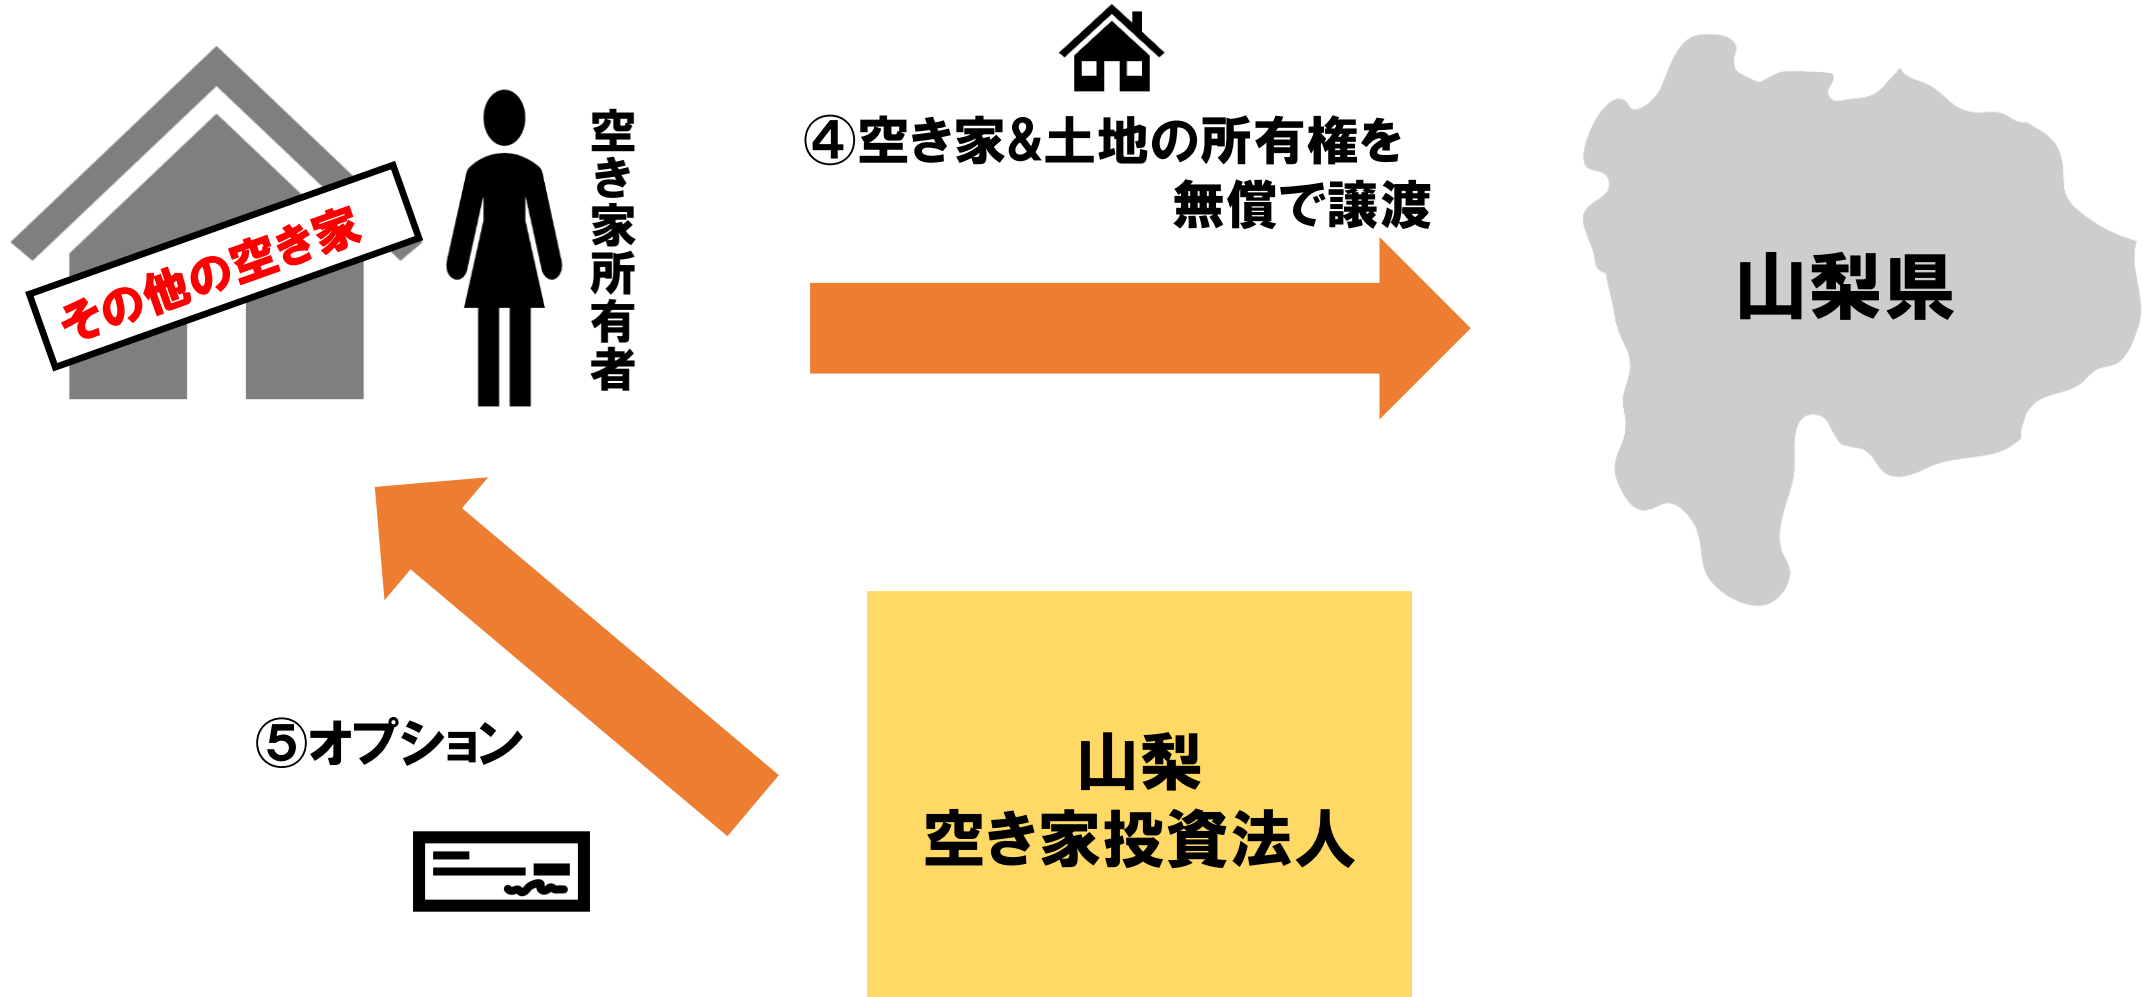 その他の空き家
空き家所有者
④空き家&土地の所有権を
無償で譲渡
山梨県
⑤オプション
山梨
空き家投資法人